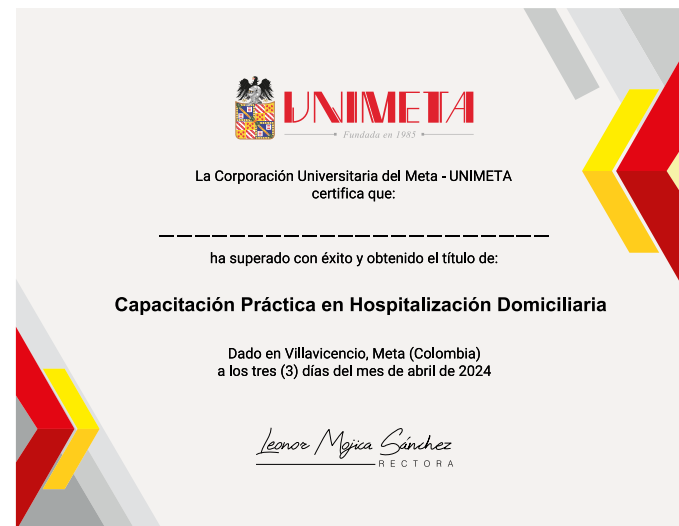 UNIMETA
Fundada en 1985
La Corporación Universitaria del Meta - UNIMETA
certifica que:
ha superado con éxito y obtenido el título de:
Capacitación Práctica en Hospitalización Domiciliaria
Dado en Villavicencio, Meta (Colombia)
a los tres (3) días del mes de abril de 2024
Leonor Mojica Sánchez
RECTORA